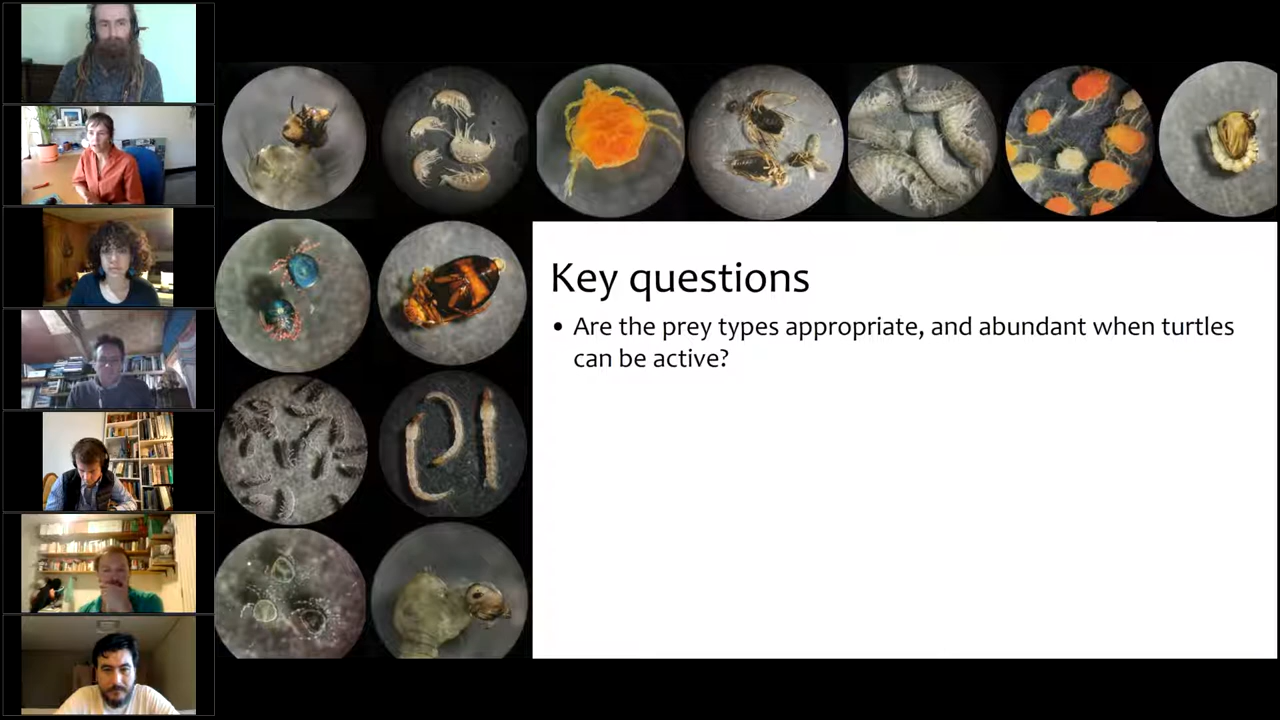 Key questions
• Are the prey types appropriate, and abundant when turtles
can be active?